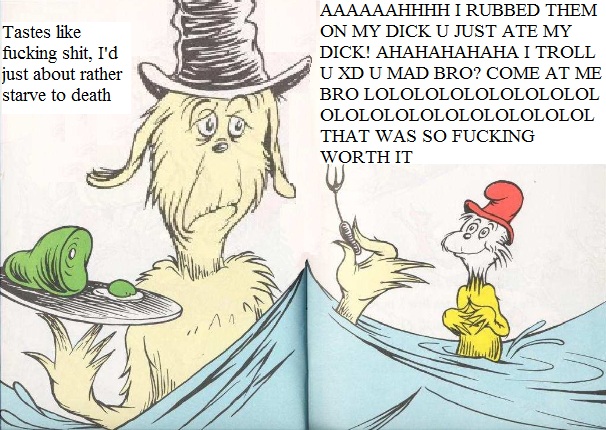 Tastes like
fucking shit, I'd
just about rather
starve to death
AAAAAAHHHH I RUBBED THEM
ON MY DICK U JUST ATE MY
DICK! AHAHAHAHAHA I TROLL
U XD U MAD BRO? COME AT ME
BRO LOLOLOLOLOLOLOLOLOL
OLOLOLOLOLOLOLOLOLOLOL
THAT WAS SO FUCKING
WORTH IT